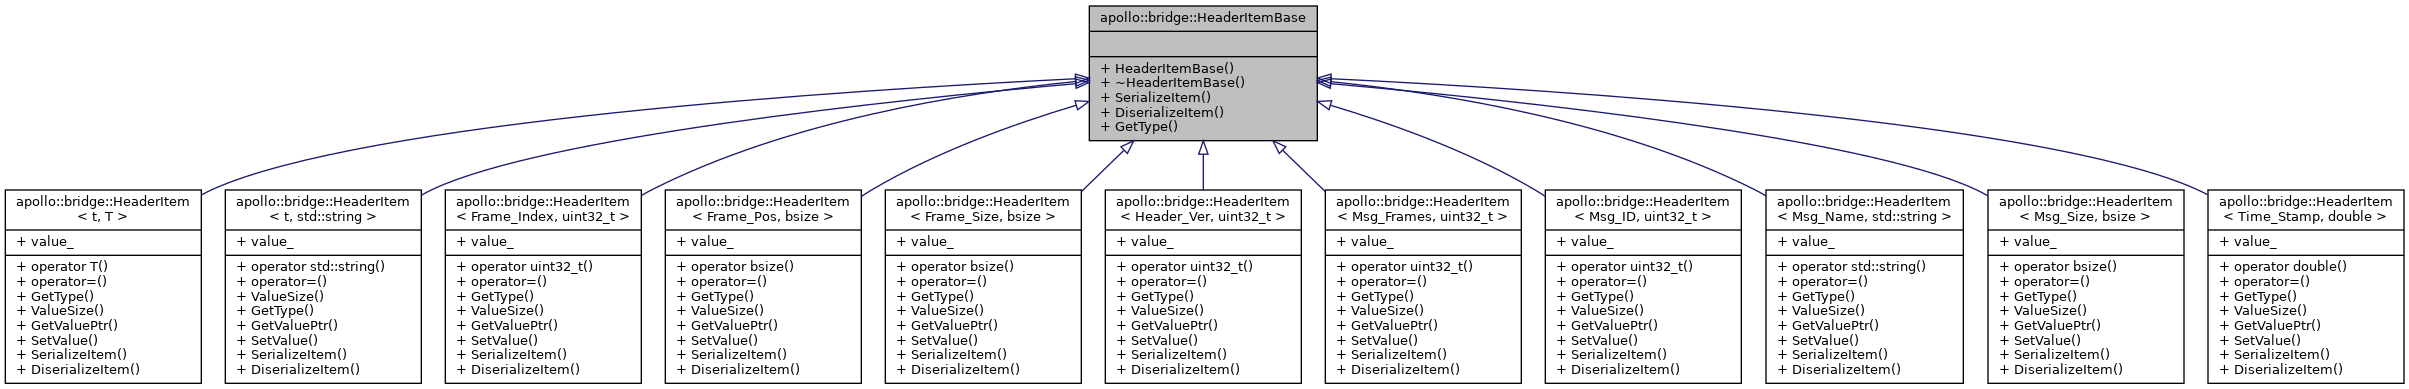 apollo::bridge::HeaderItemBase
+ HeaderItemBase()
+ ~HeaderItemBase()
+ SerializeItem()
+ DiserializeItem()
+ GetType()
apollo::bridge::HeaderItem
< t, T >
+ value_
+ operator T()
+ operator=()
+ GetType()
+ ValueSize()
+ GetValuePtr()
+ SetValue()
+ SerializeItem()
+ DiserializeItem()
apollo::bridge::HeaderItem
< t, std::string >
+ value_
+ operator std::string()
+ operator=()
+ ValueSize()
+ GetType()
+ GetValuePtr()
+ SetValue()
+ SerializeItem()
+ DiserializeItem()
apollo::bridge::HeaderItem
< Frame_Index, uint32_t >
+ value_
+ operator uint32_t()
+ operator=()
+ GetType()
+ ValueSize()
+ GetValuePtr()
+ SetValue()
+ SerializeItem()
+ DiserializeItem()
apollo::bridge::HeaderItem
< Frame_Pos, bsize >
+ value_
+ operator bsize()
+ operator=()
+ GetType()
+ ValueSize()
+ GetValuePtr()
+ SetValue()
+ SerializeItem()
+ DiserializeItem()
apollo::bridge::HeaderItem
< Frame_Size, bsize >
+ value_
+ operator bsize()
+ operator=()
+ GetType()
+ ValueSize()
+ GetValuePtr()
+ SetValue()
+ SerializeItem()
+ DiserializeItem()
apollo::bridge::HeaderItem
< Header_Ver, uint32_t >
+ value_
+ operator uint32_t()
+ operator=()
+ GetType()
+ ValueSize()
+ GetValuePtr()
+ SetValue()
+ SerializeItem()
+ DiserializeItem()
apollo::bridge::HeaderItem
< Msg_Frames, uint32_t >
+ value_
+ operator uint32_t()
+ operator=()
+ GetType()
+ ValueSize()
+ GetValuePtr()
+ SetValue()
+ SerializeItem()
+ DiserializeItem()
apollo::bridge::HeaderItem
< Msg_ID, uint32_t >
+ value_
+ operator uint32_t()
+ operator=()
+ GetType()
+ ValueSize()
+ GetValuePtr()
+ SetValue()
+ SerializeItem()
+ DiserializeItem()
apollo::bridge::HeaderItem
< Msg_Name, std::string >
+ value_
+ operator std::string()
+ operator=()
+ GetType()
+ ValueSize()
+ GetValuePtr()
+ SetValue()
+ SerializeItem()
+ DiserializeItem()
apollo::bridge::HeaderItem
< Msg_Size, bsize >
+ value_
+ operator bsize()
+ operator=()
+ GetType()
+ ValueSize()
+ GetValuePtr()
+ SetValue()
+ SerializeItem()
+ DiserializeItem()
apollo::bridge::HeaderItem
< Time_Stamp, double >
+ value_
+ operator double()
+ operator=()
+ GetType()
+ ValueSize()
+ GetValuePtr()
+ SetValue()
+ SerializeItem()
+ DiserializeItem()